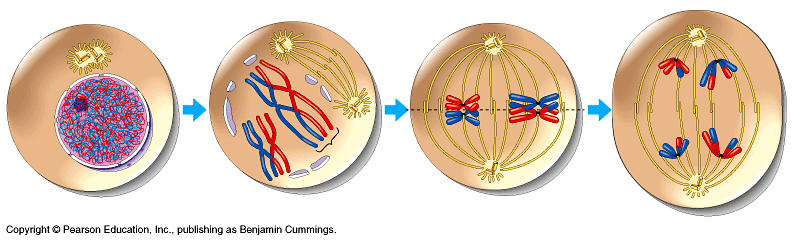 Copyright © Pearson Education, Inc., publishing as Benjamin Cummings.